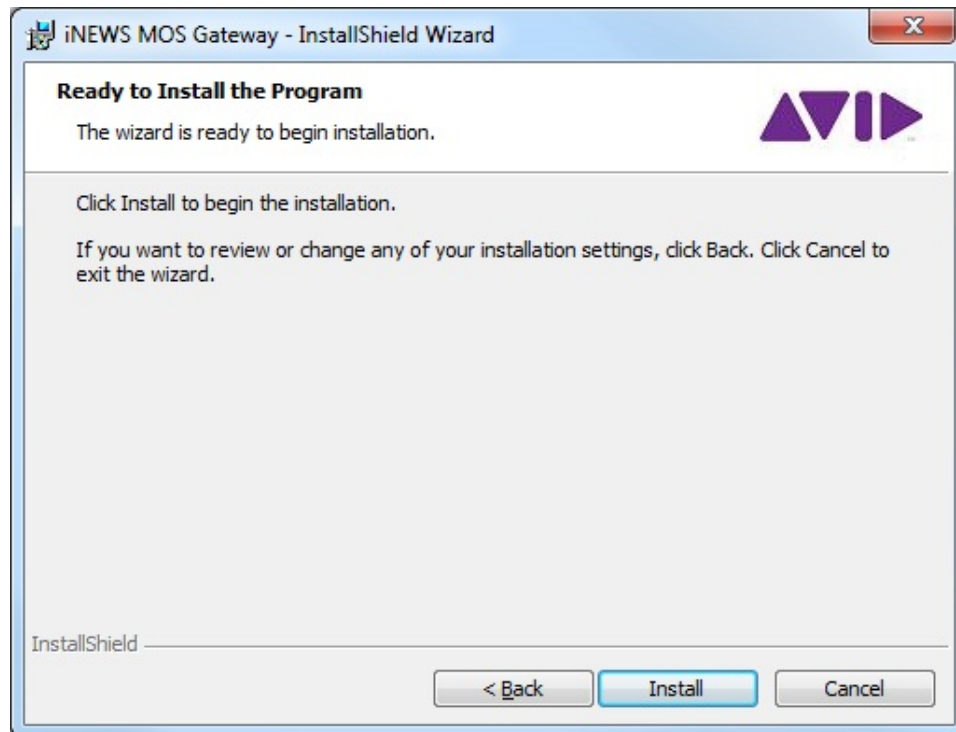 iNEWS MOS Gateway - InstallShield Wizard
Ready to Install the Program
The wizard is ready to begin installation.
AVID
Click Install to begin the installation.
If you want to review or change any of your installation settings, click Back. Click Cancel to
exit the wizard.
InstallShield
< Back
Install
Cancel